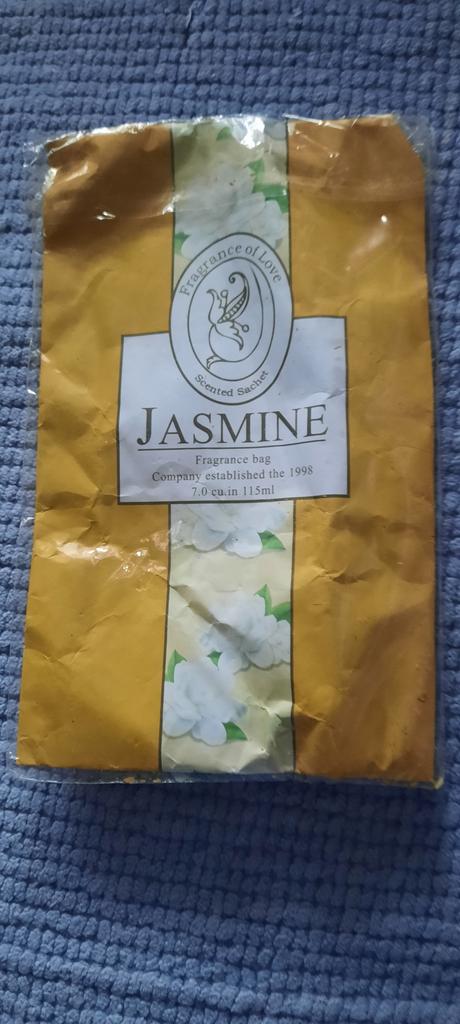 Fragrance of Love
Scented Sachet
JASMINE
Fragrance bag
Company established the 1998
7.0 cu.in 115ml